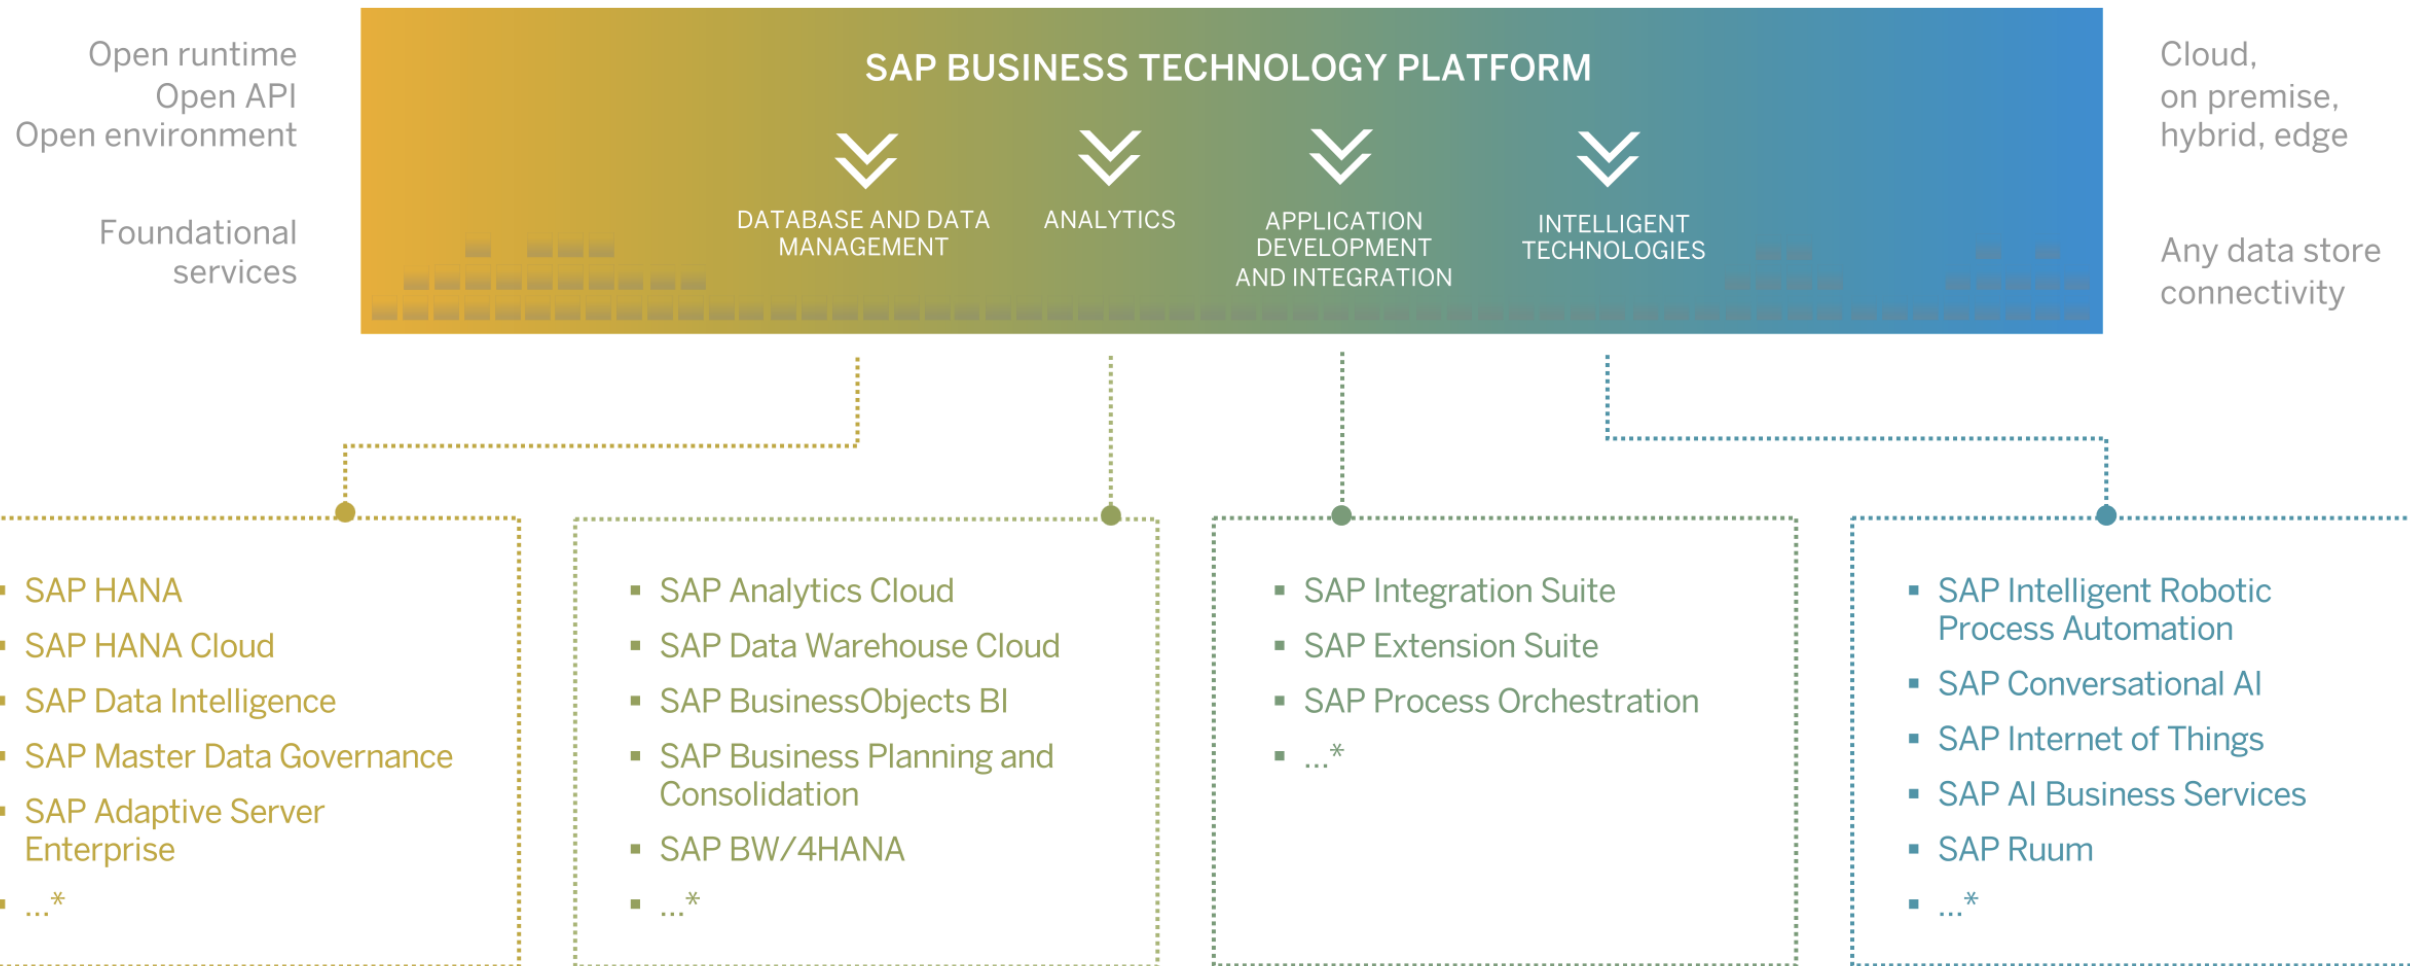 Open runtime
Open API
Open environment
Foundational
services
SAP BUSINESS TECHNOLOGY PLATFORM
DATABASE AND DATA
MANAGEMENT
ANALYTICS
APPLICATION
DEVELOPMENT
AND INTEGRATION
INTELLIGENT
TECHNOLOGIES
Cloud,
on premise,
hybrid, edge
Any data store
connectivity
▪ SAP HANA
▪ SAP HANA Cloud
▪ SAP Data Intelligence
▪ SAP Master Data Governance
▪ SAP Adaptive Server
Enterprise
▪ ...*
▪ SAP Analytics Cloud
▪ SAP Data Warehouse Cloud
▪ SAP BusinessObjects BI
▪ SAP Business Planning and
Consolidation
▪ SAP BW/4HANA
▪ ...*
▪ SAP Integration Suite
▪ SAP Extension Suite
▪ SAP Process Orchestration
▪ ...*
▪ SAP Intelligent Robotic
Process Automation
▪ SAP Conversational AI
▪ SAP Internet of Things
▪ SAP AI Business Services
▪ SAP Ruum
▪ ...*